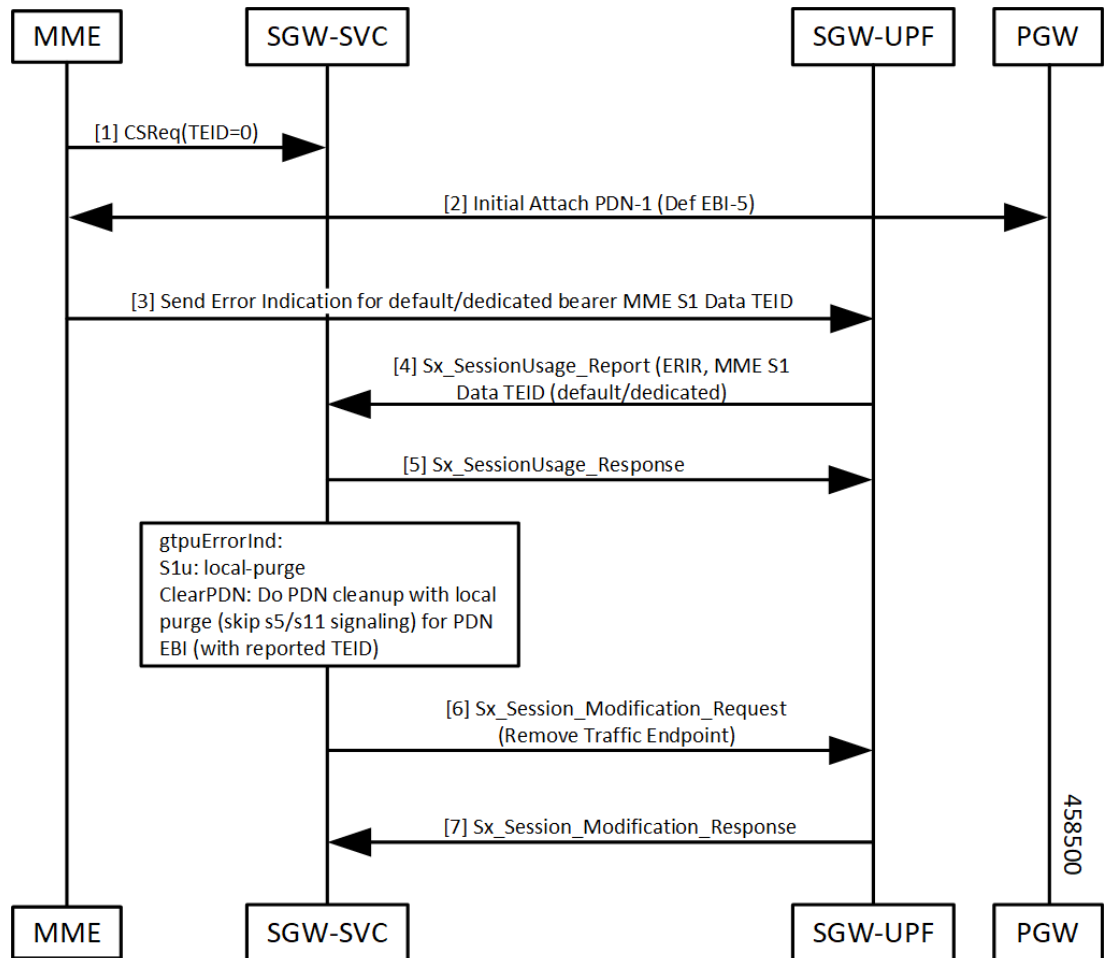 MME
SGW-SVC
SGW-UPF
PGW
[1] CSReq(TEID=0)
[2] Initial Attach PDN-1 (Def EBI-5)
[3] Send Error Indication for default/dedicated bearer MME S1 Data TEID
[4] Sx_SessionUsage_Report (ERIR, MME S1
Data TEID (default/dedicated)
[5] Sx_SessionUsage_Response
gtpuErrorInd:
S1u: local-purge
ClearPDN: Do PDN cleanup with local
purge (skip s5/s11 signaling) for PDN
EBI (with reported TEID)
[6] Sx_Session_Modification_Request
(Remove Traffic Endpoint)
[7] Sx_Session_Modification_Response
458500
MME
SGW-SVC
SGW-UPF
PGW